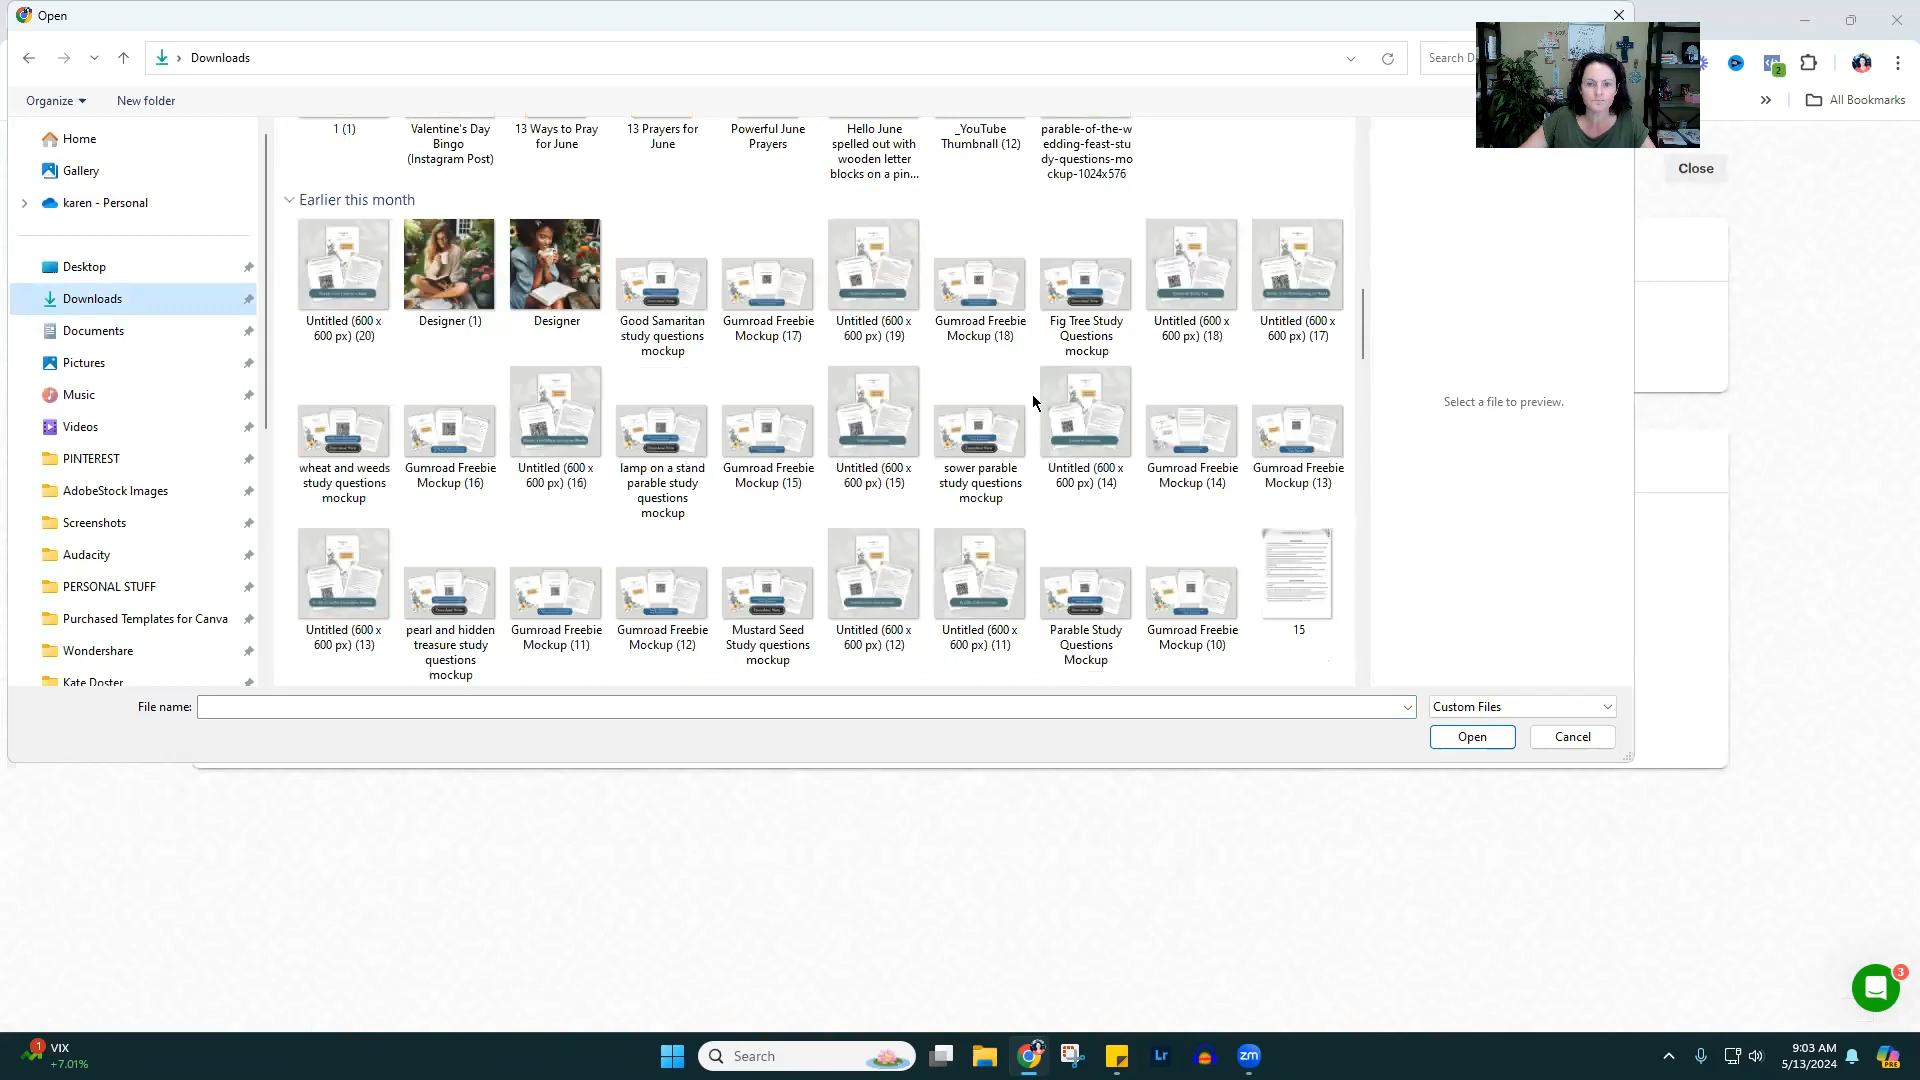 Open
Downloads
Search D
Organize
New folder
All Bookmarks
Close
Home
Gallery
karen - Personal
Desktop
Downloads
Documents
Pictures
Music
Videos
PINTEREST
AdobeStock Images
Screenshots
Audacity
PERSONAL STUFF
Purchased Templates for Canva
Wondershare
Kate Doster
1 (1)
Valentine's Day
Bingo
(Instagram Post)
13 Ways to Pray
for June
13 Prayers for
June
Powerful June
Prayers
Hello June
spelled out with
wooden letter
blocks on a pin...
_YouTube
Thumbnail (12)
parable-of-the-w
edding-feast-stu
dy-questions-mo
ckup-1024x576
Earlier this month
Untitled (600 x
600 px) (20)
Designer (1)
Designer
Good Samaritan
study questions
mockup
Gumroad Freebie
Mockup (17)
Untitled (600 x
600 px) (19)
Gumroad Freebie
Mockup (18)
Fig Tree Study
Questions
mockup
Untitled (600 x
600 px) (18)
Untitled (600 x
600 px) (17)
wheat and weeds
study questions
mockup
Gumroad Freebie
Mockup (16)
Untitled (600 x
600 px) (16)
lamp on a stand
parable study
questions
mockup
Gumroad Freebie
Mockup (15)
Untitled (600 x
600 px) (15)
sower parable
study questions
mockup
Untitled (600 x
600 px) (14)
Gumroad Freebie
Mockup (14)
Gumroad Freebie
Mockup (13)
Untitled (600 x
600 px) (13)
pearl and hidden
treasure study
questions
mockup
Gumroad Freebie
Mockup (11)
Gumroad Freebie
Mockup (12)
Mustard Seed
Study questions
mockup
Untitled (600 x
600 px) (12)
Untitled (600 x
600 px) (11)
Parable Study
Questions
Mockup
Gumroad Freebie
Mockup (10)
15
Select a file to preview.
File name:
Custom Files
Open
Cancel
3
1
VIX
+7.01%
Search
Lr
zm
9:03 AM
5/13/2024
PRE
2